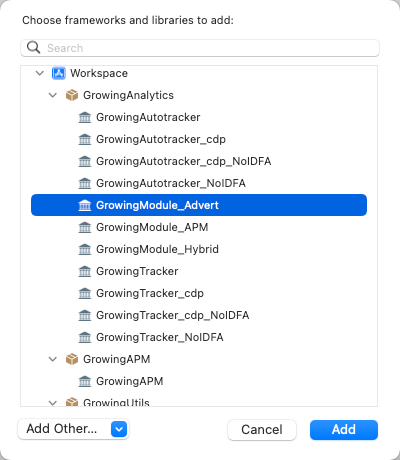 Choose frameworks and libraries to add:
Search
Workspace
GrowingAnalytics
GrowingAutotracker
GrowingAutotracker_cdp
GrowingAutotracker_cdp_NoIDFA
GrowingAutotracker_NoIDFA
GrowingModule_Advert
GrowingModule_APM
GrowingModule_Hybrid
GrowingTracker
GrowingTracker_cdp
GrowingTracker_cdp_NoIDFA
GrowingTracker_NoIDFA
GrowingAPM
GrowingAPM
GrowingUtils
Add Other... Cancel Add